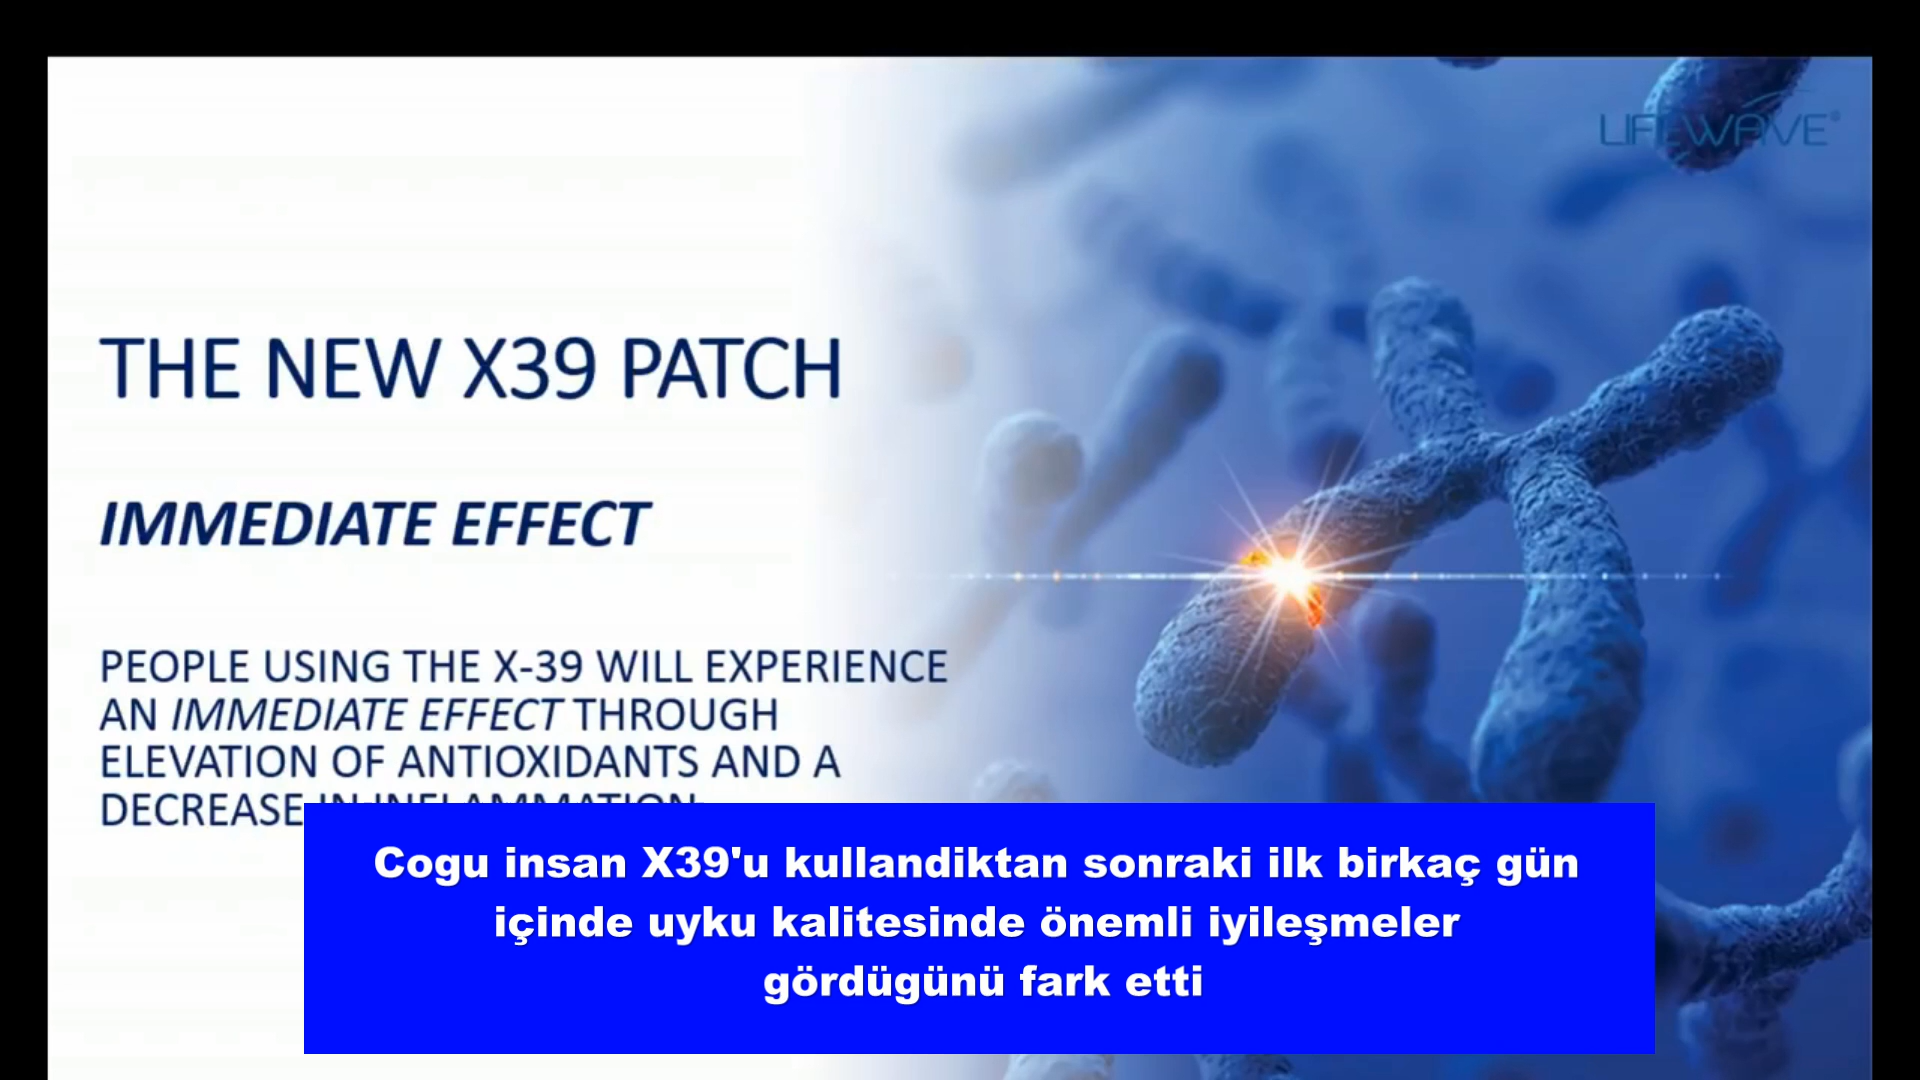 LIFEWAVE®
THE NEW X39 PATCH
IMMEDIATE EFFECT
PEOPLE USING THE X-39 WILL EXPERIENCE
AN IMMEDIATE EFFECT THROUGH
ELEVATION OF ANTIOXIDANTS AND A
DECREASE IN INFLAMMATION
Cogu insan X39'u kullandiktan sonraki ilk birkaç gün
içinde uyku kalitesinde önemli iyileşmeler
gördügünü fark etti